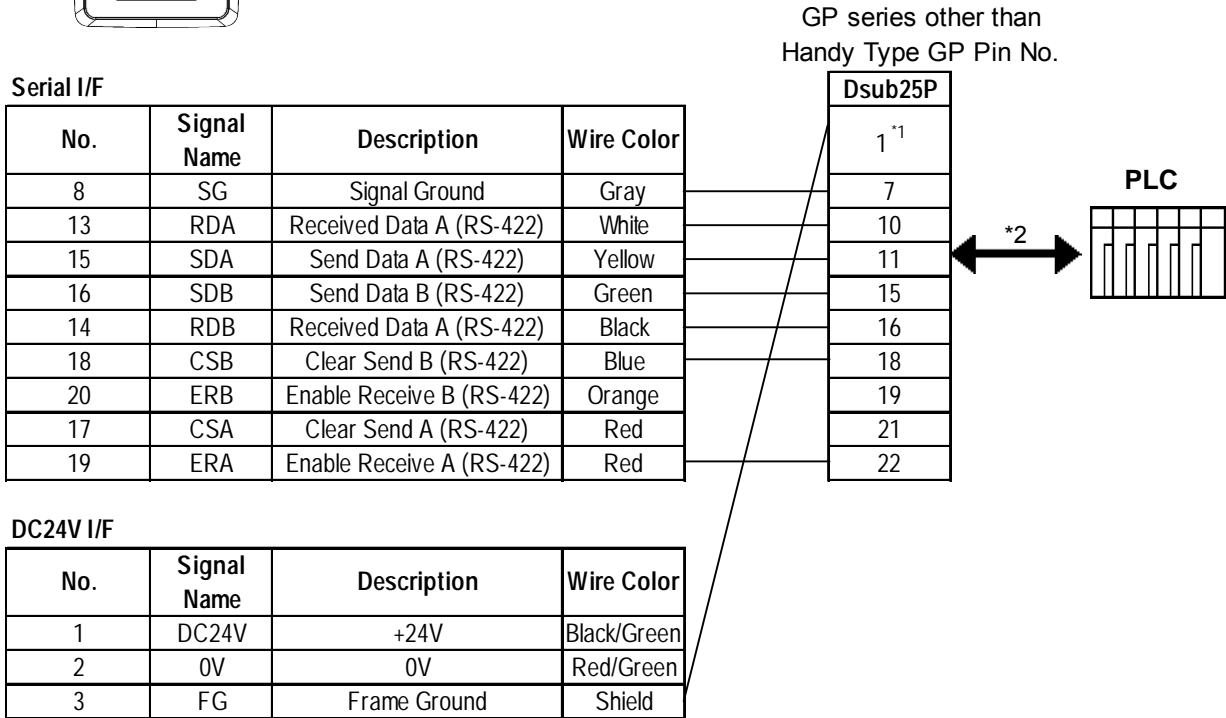 GP series other than
Handy Type GP Pin No.
Serial I/F
No. Signal Name Description Wire Color
8 SG Signal Ground Gray
13 RDA Received Data A (RS-422) White
15 SDA Send Data A (RS-422) Yellow
16 SDB Send Data B (RS-422) Green
14 RDB Received Data A (RS-422) Black
18 CSB Clear Send B (RS-422) Blue
20 ERB Enable Receive B (RS-422) Orange
17 CSA Clear Send A (RS-422) Red
19 ERA Enable Receive A (RS-422) Red
Dsub25P
1 *1
7
10
11
15
16
18
19
21
22
*2
PLC
DC24V I/F
No. Signal Name Description Wire Color
1 DC24V +24V Black/Green
2 0V 0V Red/Green
3 FG Frame Ground Shield